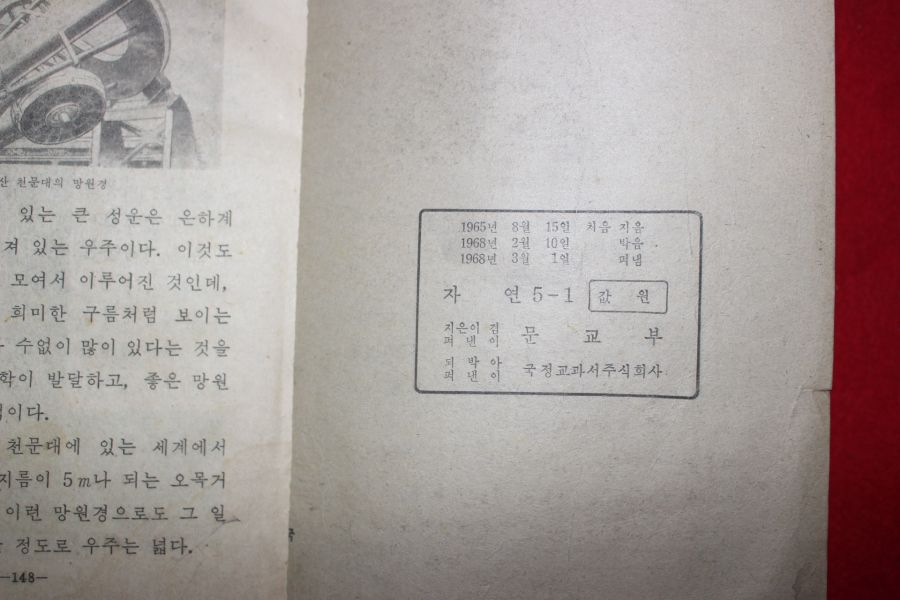 산 천문대의 망원경
있는 큰 성운은 은하계
져 있는 우주이다. 이것도
모여서 이루어진 것인데,
희미한 구름처럼 보이는
수없이 많이 있다는 것을
학이 발달하고, 좋은 망원
이다.
천문대에 있는 세계에서
지름이 5m나 되는 오목거
이런 망원경으로도 그 일
정도로 우주는 넓다.
—148—
1965년 8월 15일 처음 지음
1968년 2월 10일 박음
1968년 3월 1일 펴냄
자 연 5-1 값 원
지은이 겸
펴 낸 이 문 교 부
되 박 아
펴 낸 이 국정교과서주식회사